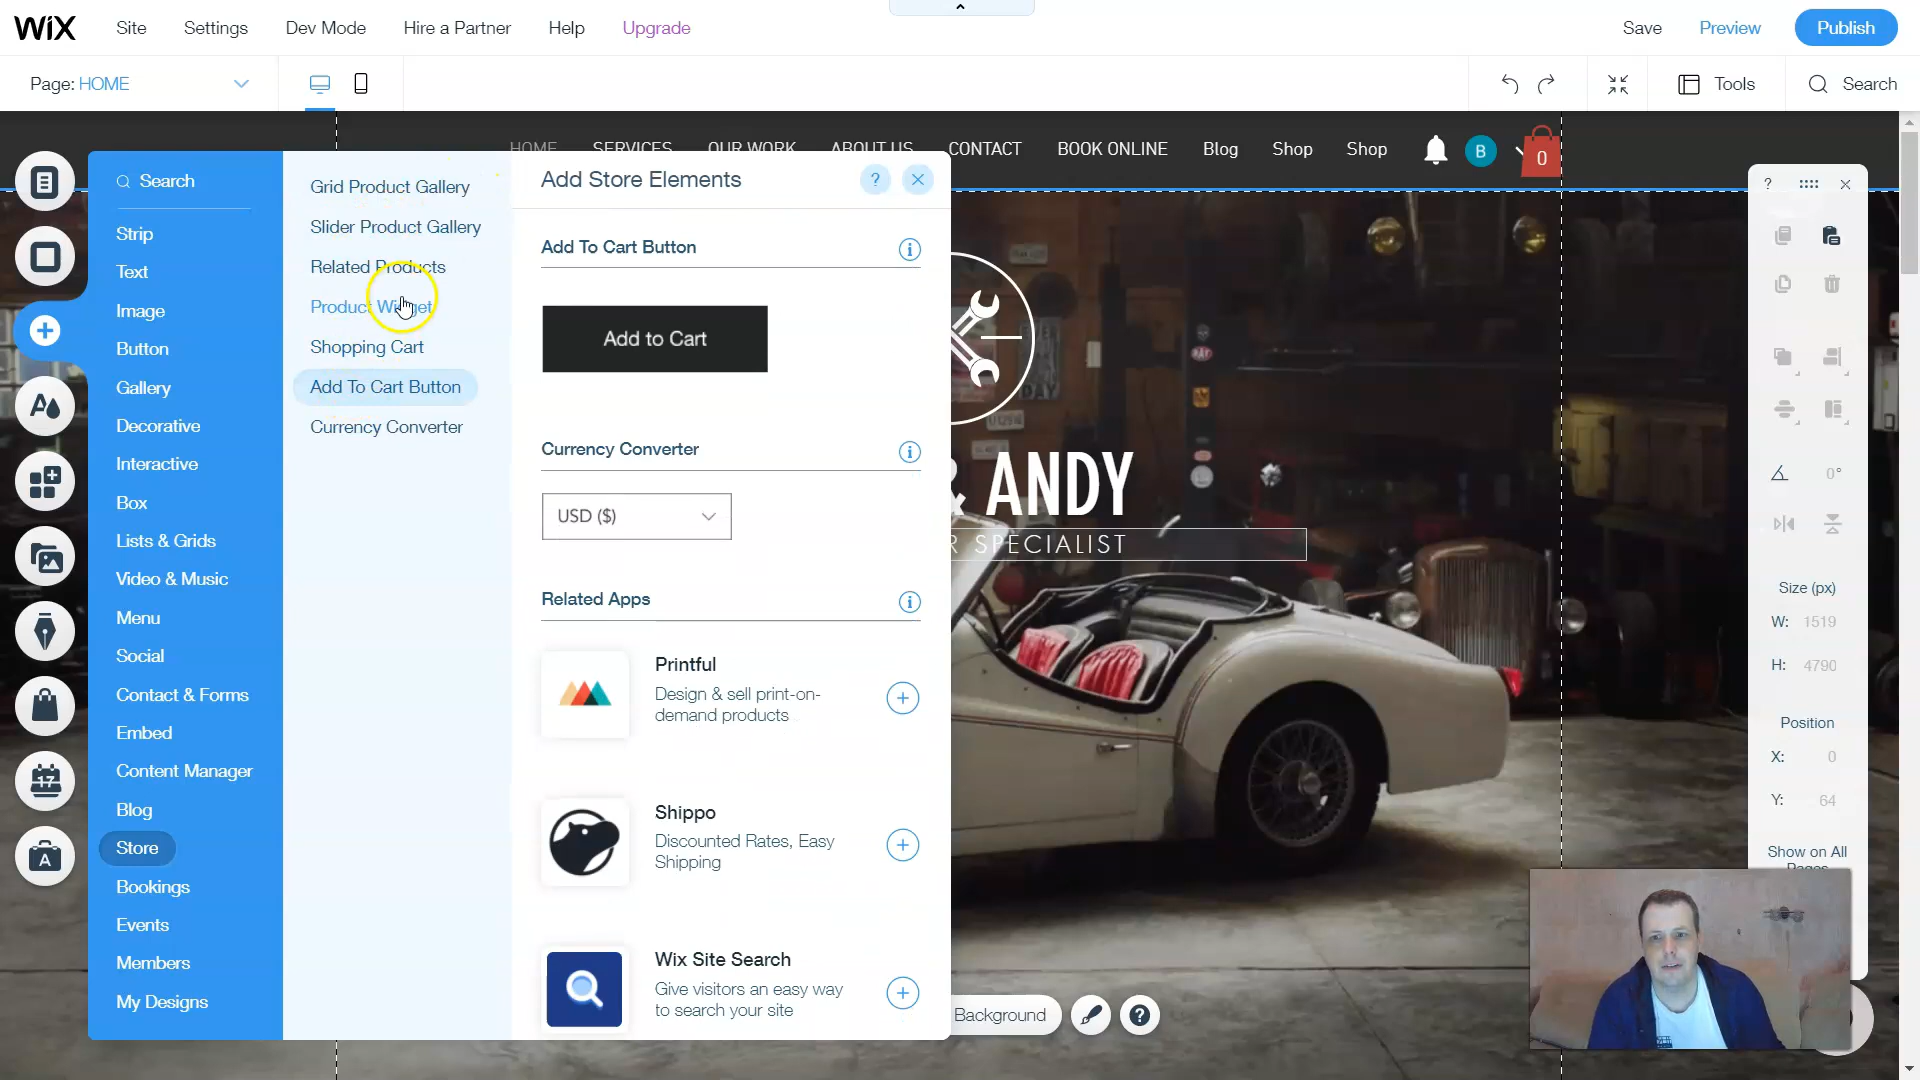 WIX
Site
Settings
Dev Mode
Hire a Partner
Help
Upgrade
Save
Preview
Publish
Page: HOME
Tools
Search
HOME
SERVICES
OUR WORK
ABOUT US
CONTACT
BOOK ONLINE
Blog
Shop
Shop
B
0
Search
Strip
Text
Image
Button
Gallery
Decorative
Interactive
Box
Lists & Grids
Video & Music
Menu
Social
Contact & Forms
Embed
Content Manager
Blog
Store
Bookings
Events
Members
My Designs
Grid Product Gallery
Slider Product Gallery
Related Products
Product Widget
Shopping Cart
Add To Cart Button
Currency Converter
Add Store Elements
?
Add To Cart Button
Add to Cart
Currency Converter
USD ($)
Related Apps
Printful
Design & sell print-on-
demand products
Shippo
Discounted Rates, Easy
Shipping
Wix Site Search
Give visitors an easy way
to search your site
& ANDY
R SPECIALIST
Background
?
?
0°
Size (px)
W: 1519
H: 4790
Position
X: 0
Y: 64
Show on All
Pages
17
A